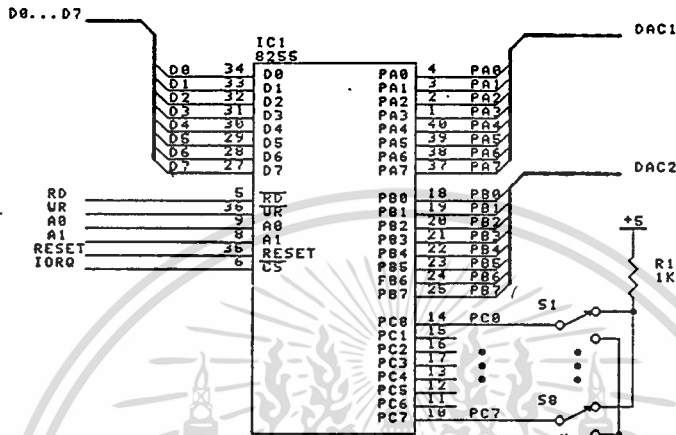 D0...D7
DAC1
IC1
8255
D0 34 D0 PA0 4 PA0
D1 33 D1 PA1 3 PA1
D2 32 D2 PA2 2 PA2
D3 31 D3 PA3 1 PA3
D4 30 D4 PA4 40 PA4
D5 29 D5 PA5 39 PA5
D6 28 D6 PA6 38 PA6
D7 27 D7 PA7 37 PA7
DAC2
RD 5 RD PB0 18 PB0
WR 36 WR PB1 19 PB1
A0 9 A0 PB2 20 PB2
A1 8 A1 PB3 21 PB3
RESET 35 RESET PB4 22 PB4
IORQ 6 CS PB5 23 PB5
PB6 24 PB6
PB7 25 PB7
+5
R1
1K
S1
PC0 14 PC0
PC1 15
PC2 16
PC3 17
PC4 13
PC5 12
PC6 11
PC7 10 PC7
S8